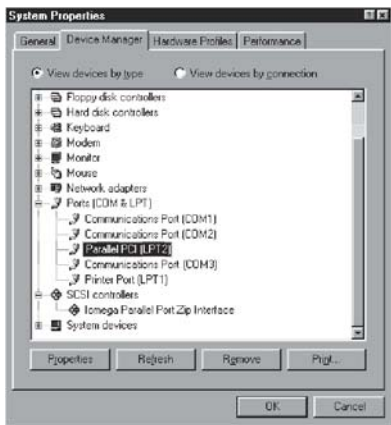 System Properties
General Device Manager Hardware Profiles Performance
View devices by type View devices by connection
Floppy disk controllers
Hard disk controllers
Keyboard
Modem
Monitor
Mouse
Network adapters
Ports (COM & LPT)
Communications Port (COM1)
Communications Port (COM2)
Parallel PCI (LPT2)
Communications Port (COM3)
Printer Port (LPT1)
SCSI controllers
Iomega Parallel Port Zip Interface
System devices
Properties Refresh Remove Print...
OK Cancel